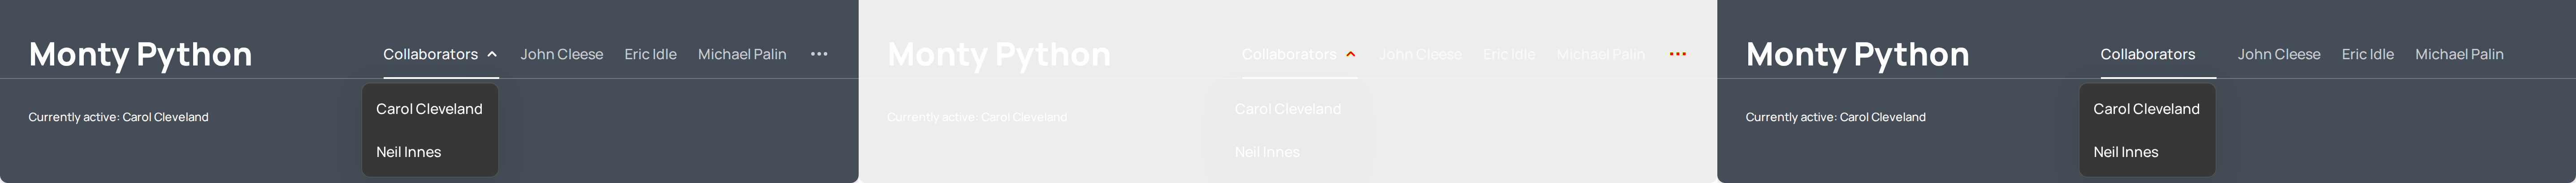 Monty Python Collaborators John Cleese Eric Idle Michael Palin ...
Currently active: Carol Cleveland
Carol Cleveland
Neil Innes
Monty Python Collaborators John Cleese Eric Idle Michael Palin ...
Currently active: Carol Cleveland
Carol Cleveland
Neil Innes
Monty Python Collaborators John Cleese Eric Idle Michael Palin
Currently active: Carol Cleveland
Carol Cleveland
Neil Innes